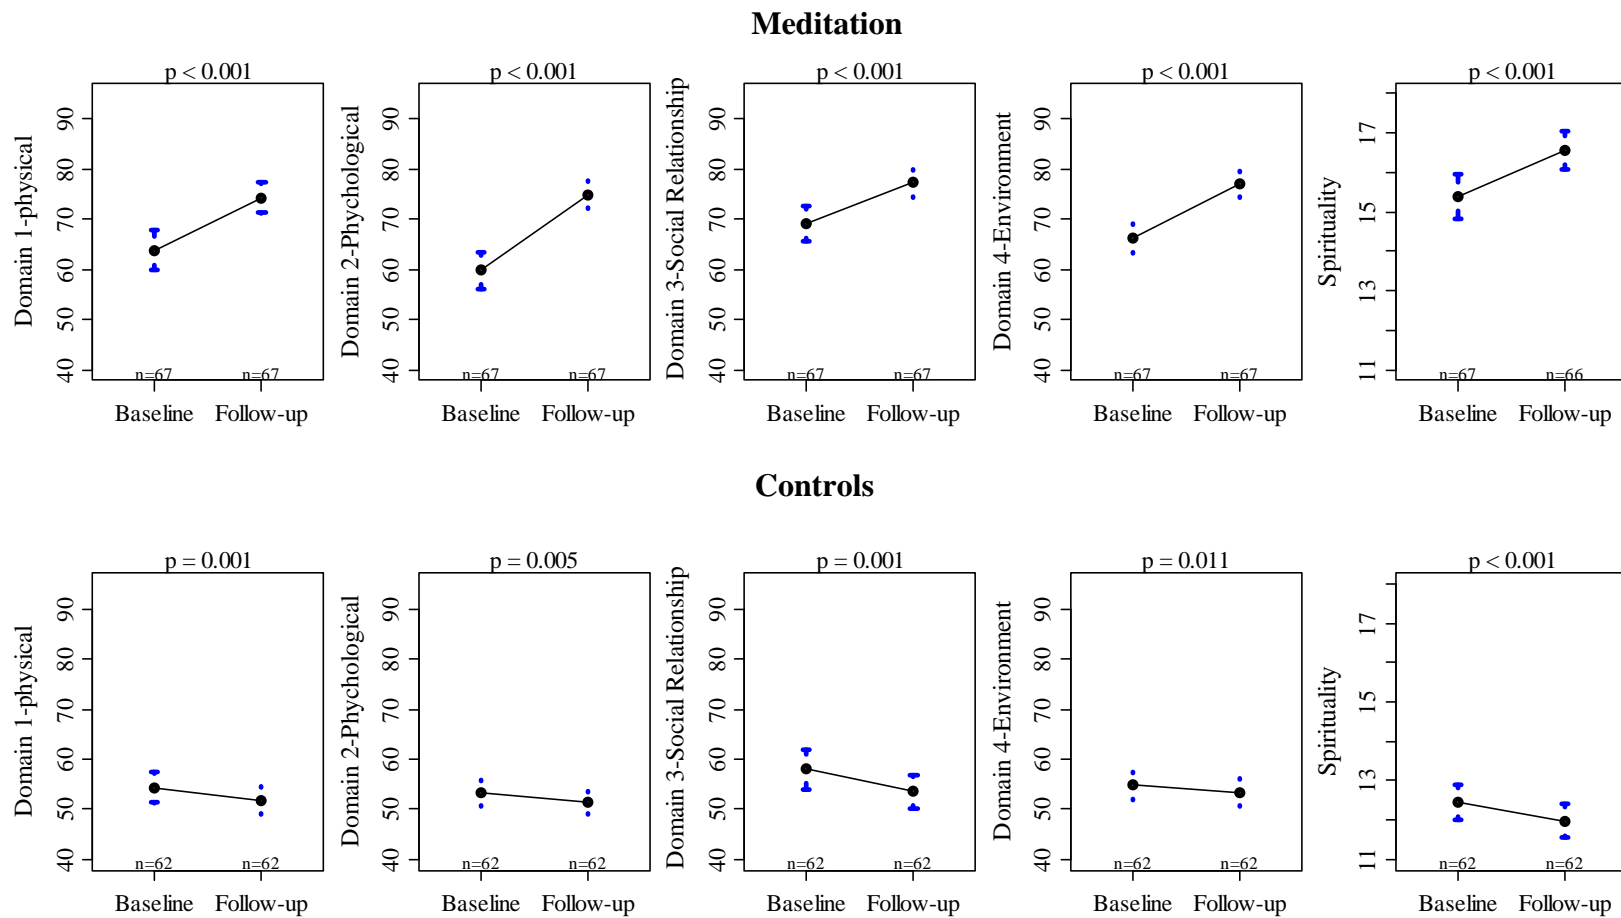 Meditation
p < 0.001
Domain 1-physical
40 50 60 70 80 90
n=67 n=67
Baseline Follow-up
p < 0.001
Domain 2-Phychological
40 50 60 70 80 90
n=67 n=67
Baseline Follow-up
p < 0.001
Domain 3-Social Relationship
40 50 60 70 80 90
n=67 n=67
Baseline Follow-up
p < 0.001
Domain 4-Environment
40 50 60 70 80 90
n=67 n=67
Baseline Follow-up
p < 0.001
Spirituality
11 13 15 17
n=67 n=66
Baseline Follow-up
Controls
p = 0.001
Domain 1-physical
40 50 60 70 80 90
n=62 n=62
Baseline Follow-up
p = 0.005
Domain 2-Phychological
40 50 60 70 80 90
n=62 n=62
Baseline Follow-up
p = 0.001
Domain 3-Social Relationship
40 50 60 70 80 90
n=62 n=62
Baseline Follow-up
p = 0.011
Domain 4-Environment
40 50 60 70 80 90
n=62 n=62
Baseline Follow-up
p < 0.001
Spirituality
11 13 15 17
n=62 n=62
Baseline Follow-up